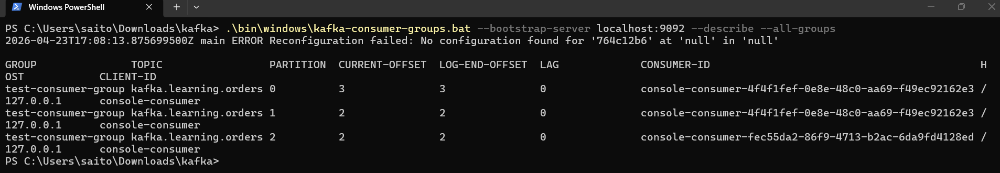 Windows PowerShell
PS C:\Users\saito\Downloads\kafka> .\bin\windows\kafka-consumer-groups.bat --bootstrap-server localhost:9092 --describe --all-groups
2026-04-23T17:08:13.875699500Z main ERROR Reconfiguration failed: No configuration found for '764c12b6' at 'null' in 'null'
GROUP               TOPIC                 PARTITION  CURRENT-OFFSET  LOG-END-OFFSET  LAG             CONSUMER-ID                                           H
OST            CLIENT-ID
test-consumer-group kafka.learning.orders 0          3               3               0               console-consumer-4f4f1fef-0e8e-48c0-aa69-f49ec92162e3 /
127.0.0.1      console-consumer
test-consumer-group kafka.learning.orders 1          2               2               0               console-consumer-4f4f1fef-0e8e-48c0-aa69-f49ec92162e3 /
127.0.0.1      console-consumer
test-consumer-group kafka.learning.orders 2          2               2               0               console-consumer-fec55da2-86f9-4713-b2ac-6da9fd4128ed /
127.0.0.1      console-consumer
PS C:\Users\saito\Downloads\kafka>